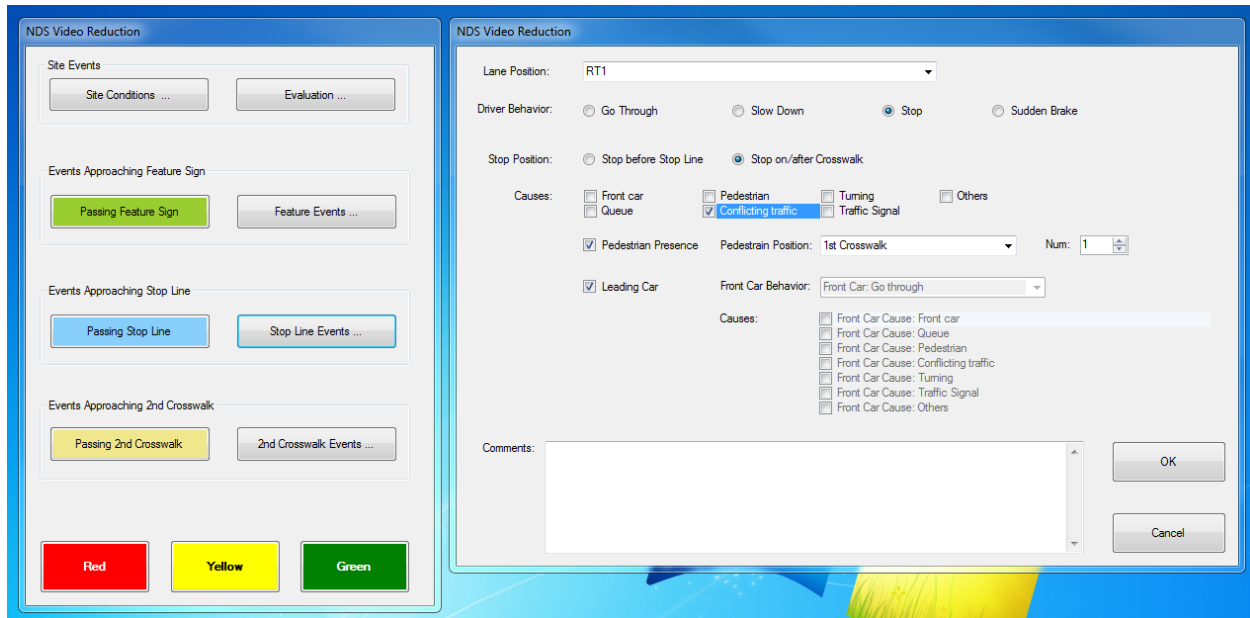 NDS Video Reduction
Site Events
Site Conditions ...
Evaluation ...
Events Approaching Feature Sign
Passing Feature Sign
Feature Events ...
Events Approaching Stop Line
Passing Stop Line
Stop Line Events ...
Events Approaching 2nd Crosswalk
Passing 2nd Crosswalk
2nd Crosswalk Events ...
Red
Yellow
Green
NDS Video Reduction
Lane Position: RT1
Driver Behavior: Go Through Slow Down Stop Sudden Brake
Stop Position: Stop before Stop Line Stop on/after Crosswalk
Causes: Front car Pedestrian Turning Others
Queue Conflicting traffic Traffic Signal
Pedestrian Presence Pedestrain Position: 1st Crosswalk Num: 1
Leading Car Front Car Behavior: Front Car: Go through
Causes: Front Car Cause: Front car
Front Car Cause: Queue
Front Car Cause: Pedestrian
Front Car Cause: Conflicting traffic
Front Car Cause: Turning
Front Car Cause: Traffic Signal
Front Car Cause: Others
Comments:
OK
Cancel